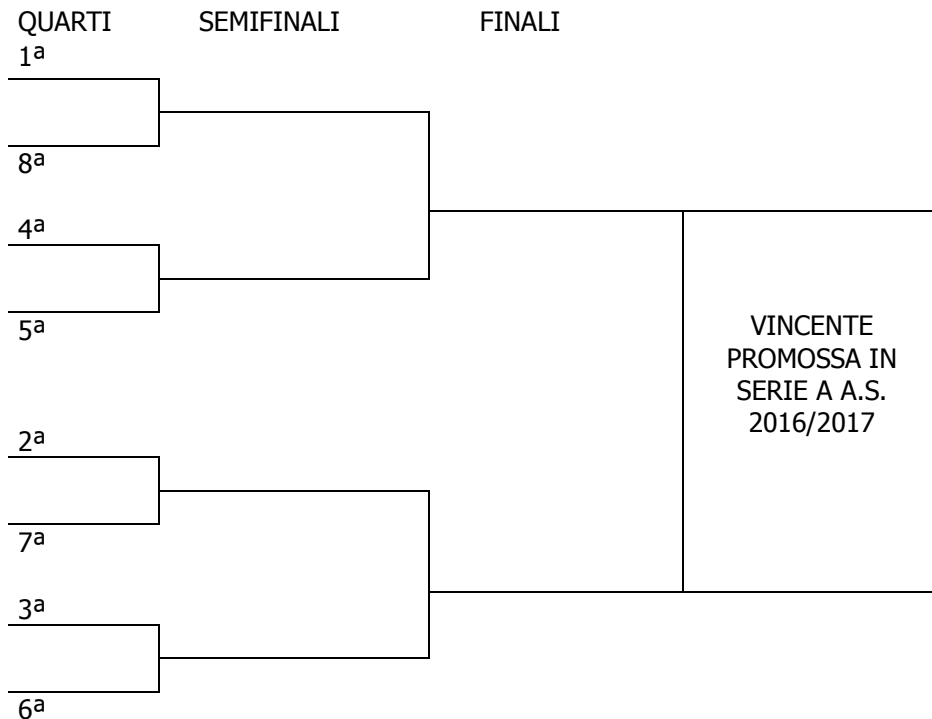 QUARTI SEMIFINALI FINALI
1ª
8ª
4ª
5ª
VINCENTE
PROMOSSA IN
SERIE A A.S.
2016/2017
2ª
7ª
3ª
6ª